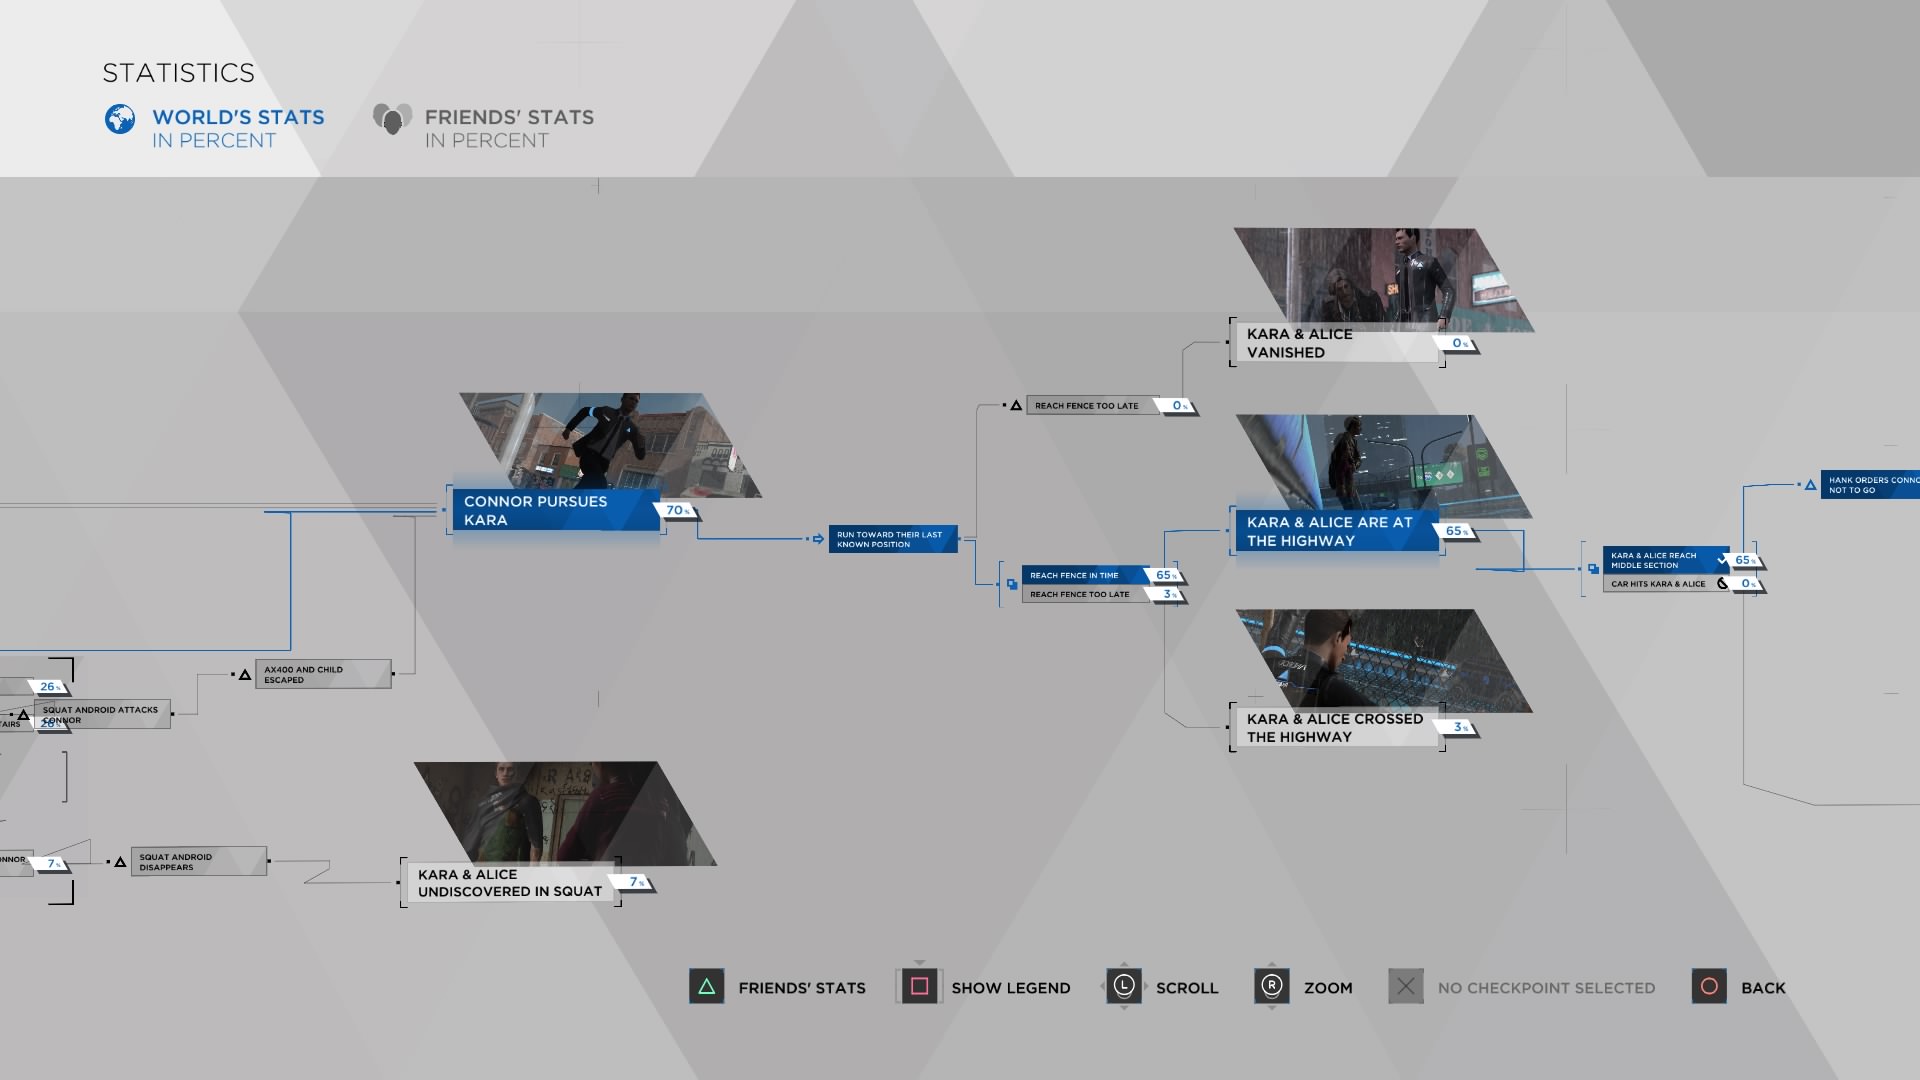 STATISTICS
WORLD'S STATS
IN PERCENT
FRIENDS' STATS
IN PERCENT
KARA & ALICE
VANISHED
0%
REACH FENCE TOO LATE
0%
CONNOR PURSUES
KARA
70%
RUN TOWARD THEIR LAST
KNOWN POSITION
REACH FENCE IN TIME
65%
REACH FENCE TOO LATE
3%
KARA & ALICE ARE AT
THE HIGHWAY
65%
HANK ORDERS CONNO
NOT TO GO
KARA & ALICE REACH
MIDDLE SECTION
65%
CAR HITS KARA & ALICE
0%
KARA & ALICE CROSSED
THE HIGHWAY
3%
AX400 AND CHILD
ESCAPED
26%
SQUAT ANDROID ATTACKS
CONNOR
TAIRS
26%
NNOR
7%
SQUAT ANDROID
DISAPPEARS
KARA & ALICE
UNDISCOVERED IN SQUAT
7%
FRIENDS' STATS
SHOW LEGEND
L
SCROLL
R
ZOOM
NO CHECKPOINT SELECTED
BACK